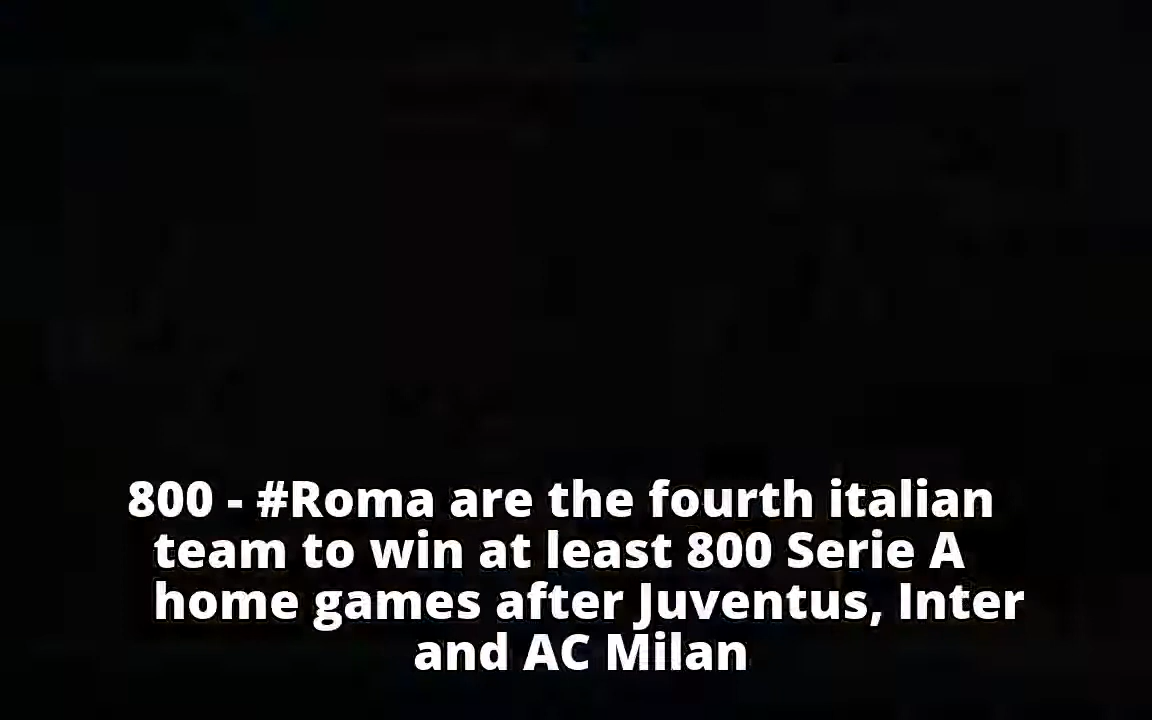 800 - #Roma are the fourth italian
team to win at least 800 Serie A
home games after Juventus, Inter
and AC Milan